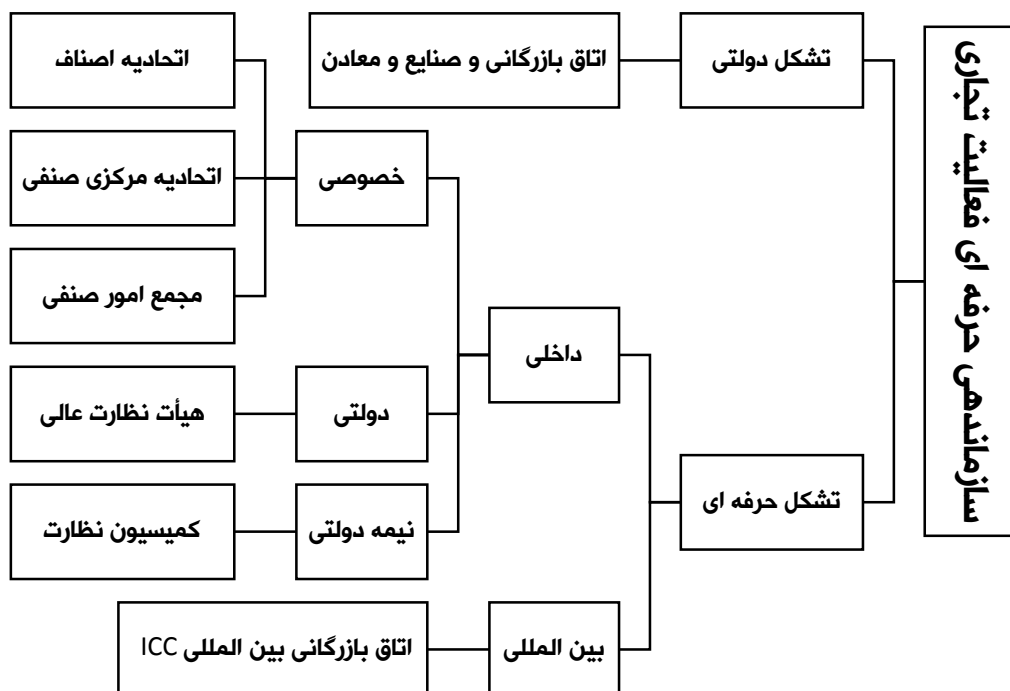 سازماندهی حرفه ای فعالیت تجاری
تشکل دولتی
اتاق بازرگانی و صنایع و معادن
تشکل حرفه ای
داخلی
خصوصی
اتحادیه اصناف
اتحادیه مرکزی صنفی
مجمع امور صنفی
دولتی
هیأت نظارت عالی
نیمه دولتی
کمیسیون نظارت
بین المللی
اتاق بازرگانی بین المللی ICC